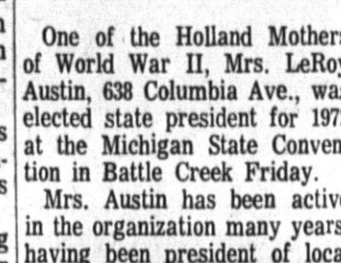 One of the Holland Mothers
of World War II, Mrs. LeRoy
Austin, 638 Columbia Ave., was
elected state president for 197
at the Michigan State Conven
tion in Battle Creek Friday.
Mrs. Austin has been active
in the organization many years
having been president of loca